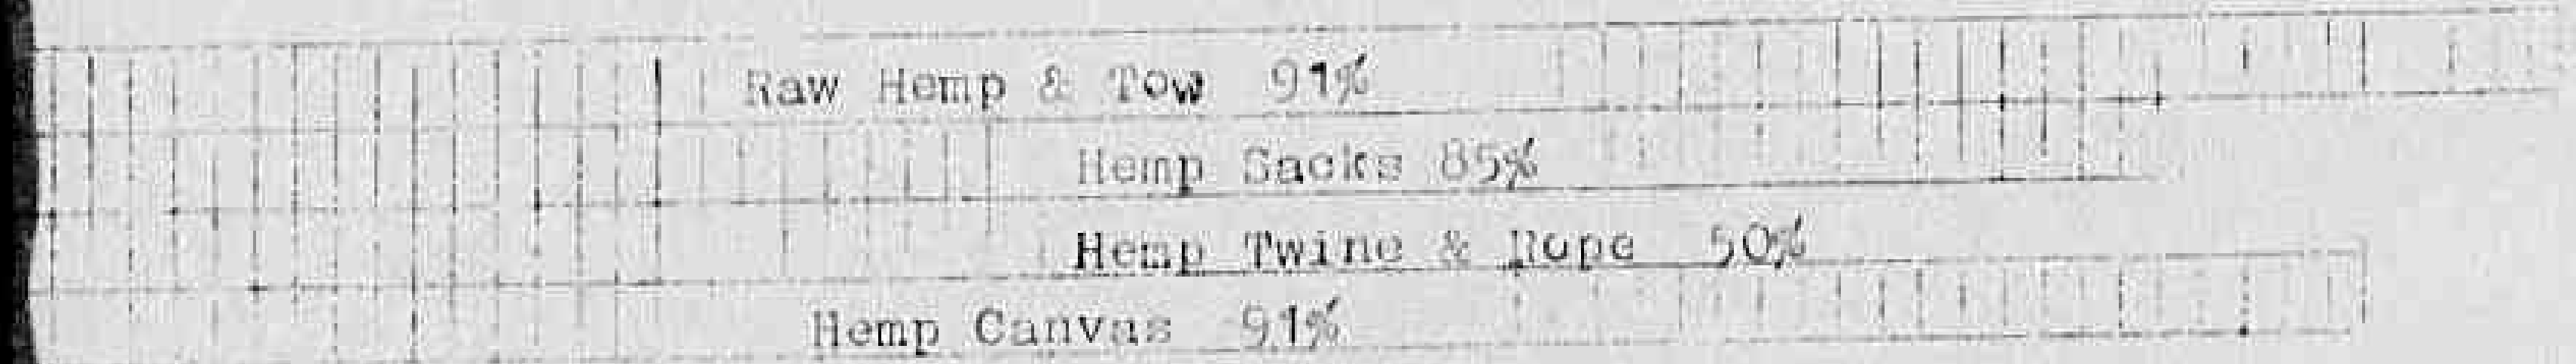 Raw Hemp & Tow 91%
Hemp Sacks 85%
Hemp Twine & Rope 50%
Hemp Canvas 91%